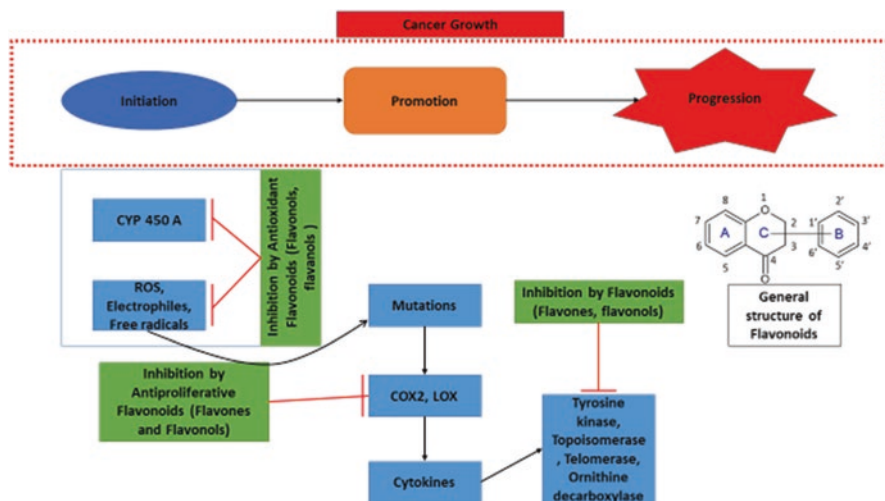 Cancer Growth
Initiation
Promotion
Progression
CYP 450 A
ROS,
Electrophiles,
Free radicals
Inhibition by Antioxidant
Flavonoids (Flavonols,
flavanols)
Mutations
Inhibition by Flavonoids
(Flavones, flavonols)
8
1
O
2
3
4
5
6
7
A
C
B
1'
2'
3'
4'
5'
6'
O
General
structure of
Flavonoids
Inhibition by
Antiproliferative
Flavonoids (Flavones
and Flavonols)
COX2, LOX
Cytokines
Tyrosine
kinase,
Topoisomerase
, Telomerase,
Ornithine
decarboxylase